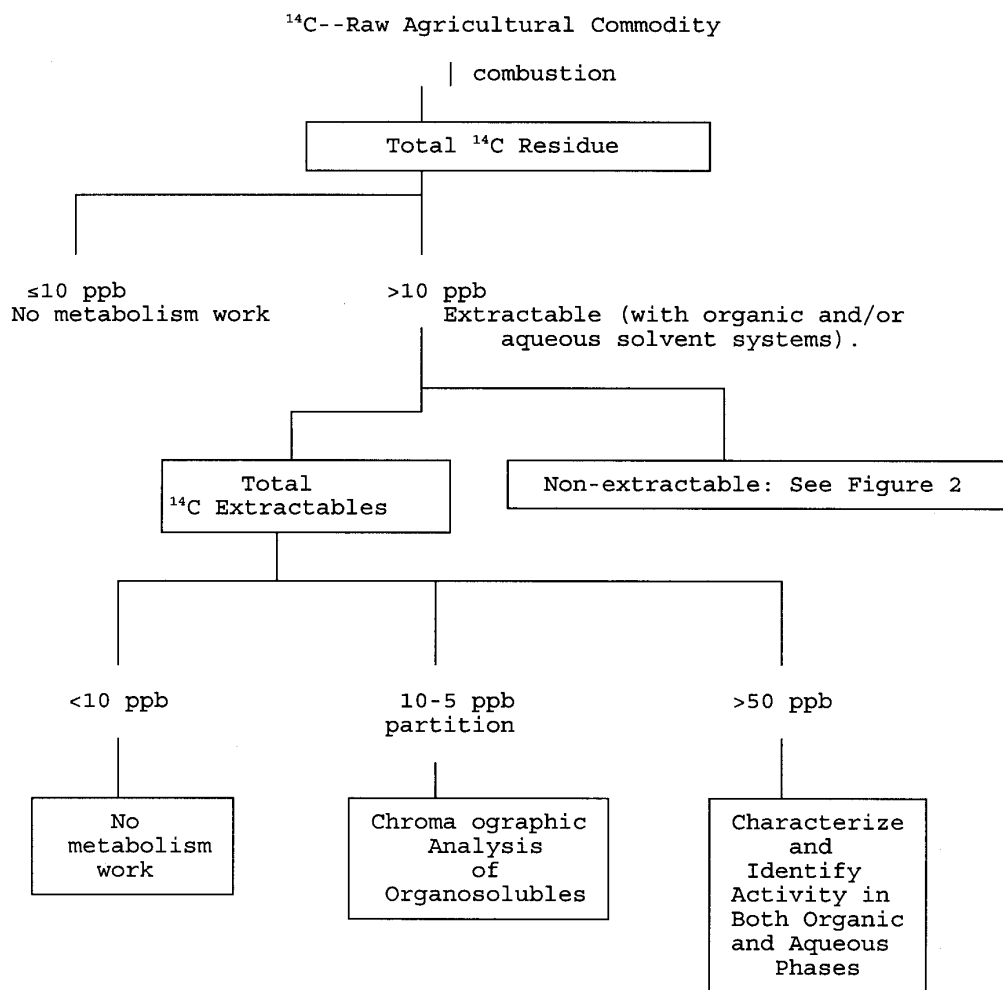 ¹⁴C--Raw Agricultural Commodity
combustion
Total ¹⁴C Residue
≤10 ppb
No metabolism work
>10 ppb
Extractable (with organic and/or
aqueous solvent systems).
Total
¹⁴C Extractables
Non-extractable: See Figure 2
<10 ppb
10-5 ppb
partition
>50 ppb
No
metabolism
work
Chroma ographic
Analysis
of
Organosolubles
Characterize
and
Identify
Activity in
Both Organic
and Aqueous
Phases